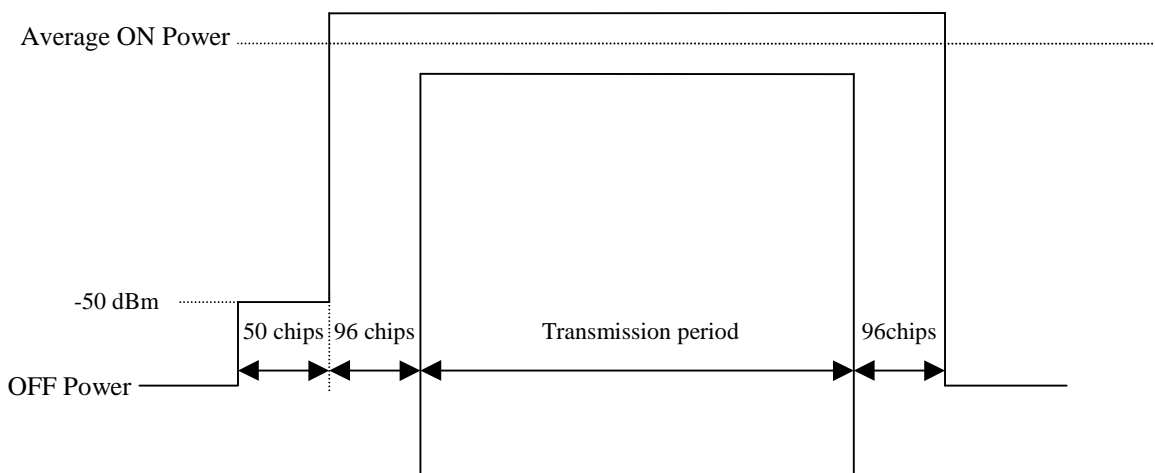 Average ON Power
-50 dBm
50 chips 96 chips Transmission period 96chips
OFF Power